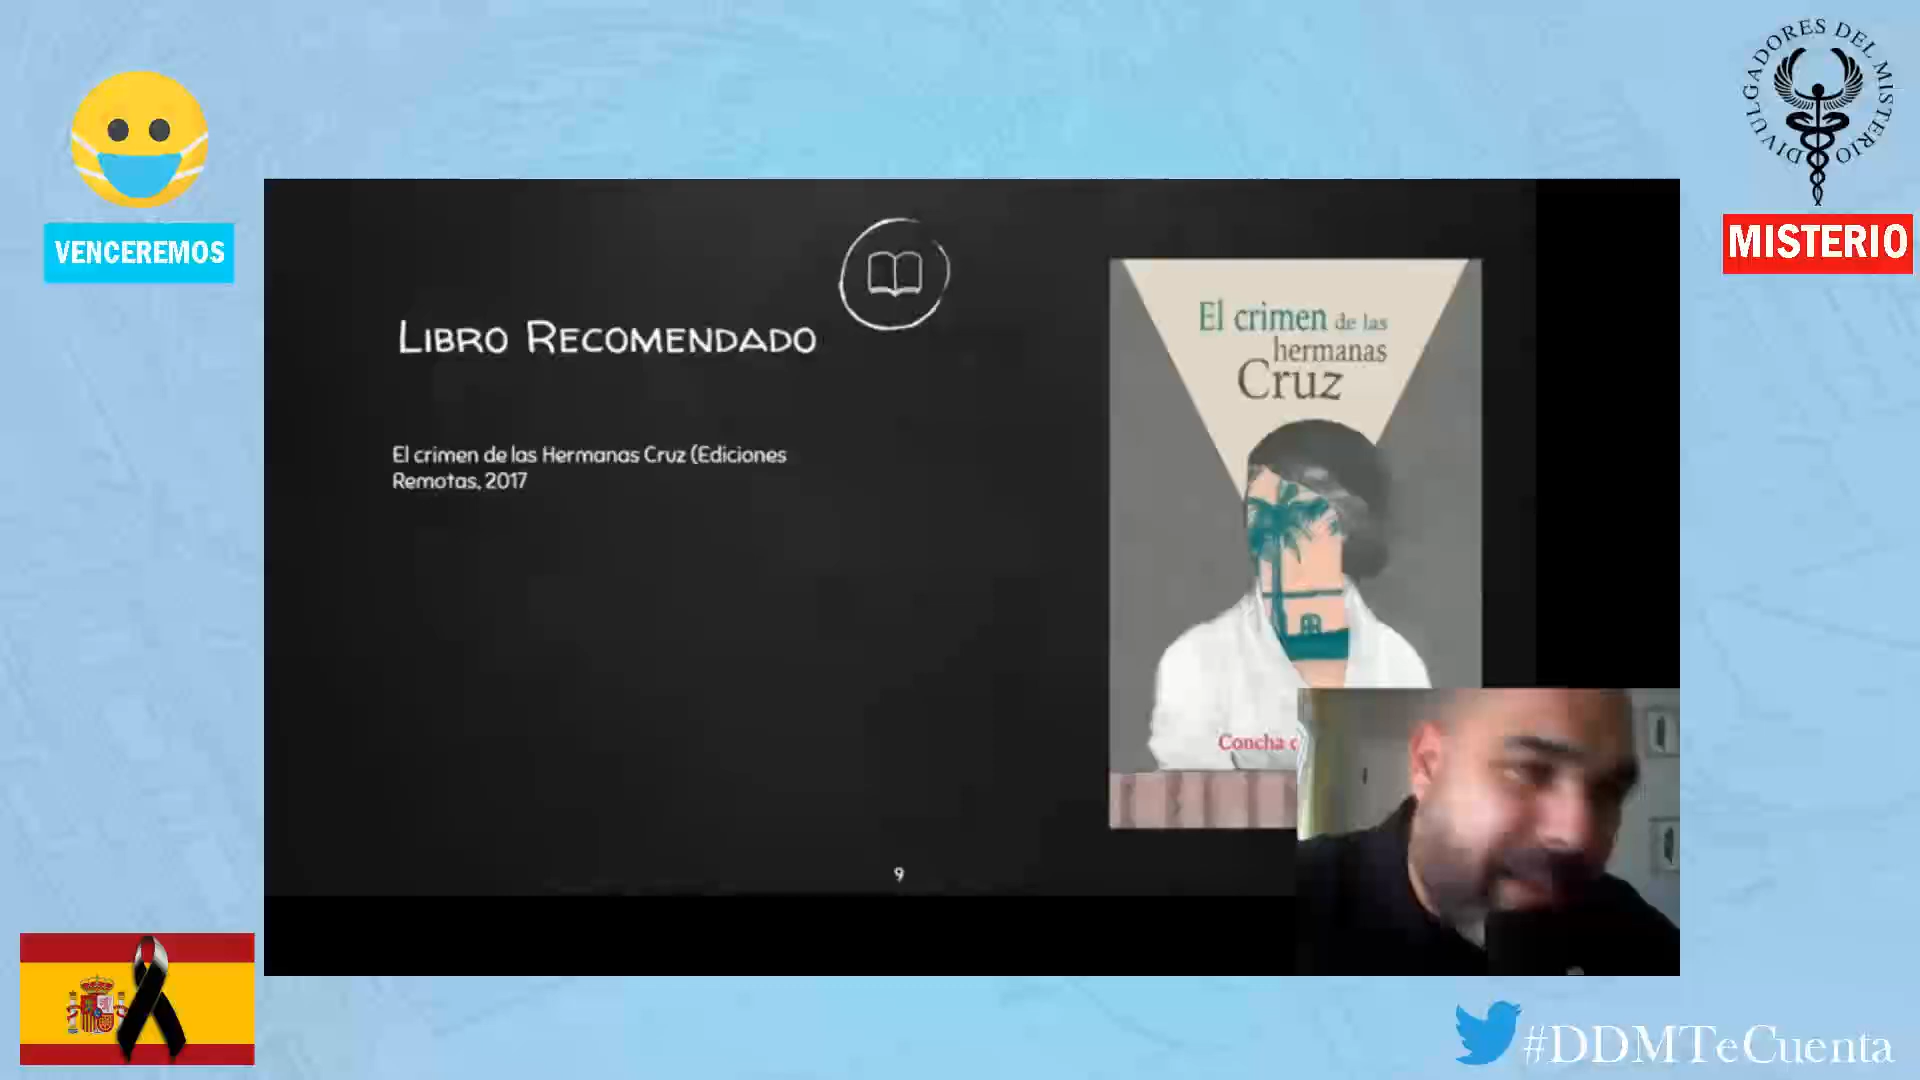 VENCEREMOS
DIVULGADORES DEL MISTERIO
MISTERIO
LIBRO RECOMENDADO
El crimen de las Hermanas Cruz (Ediciones
Remotas, 2017
El crimen de las
hermanas
Cruz
Concha
9
#DDMTeCuenta